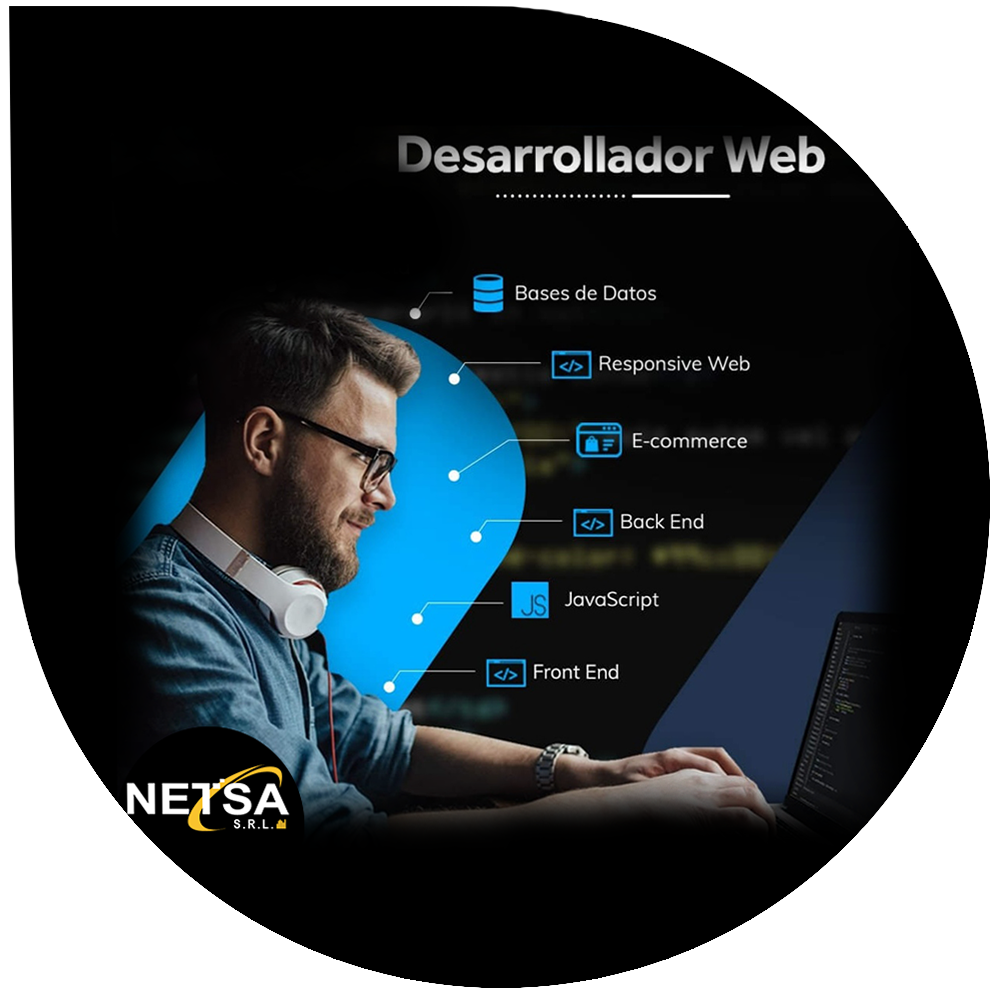 Desarrollador Web
Bases de Datos
</> Responsive Web
E-commerce
</> Back End
JS JavaScript
</> Front End
NETSA
S.R.L.